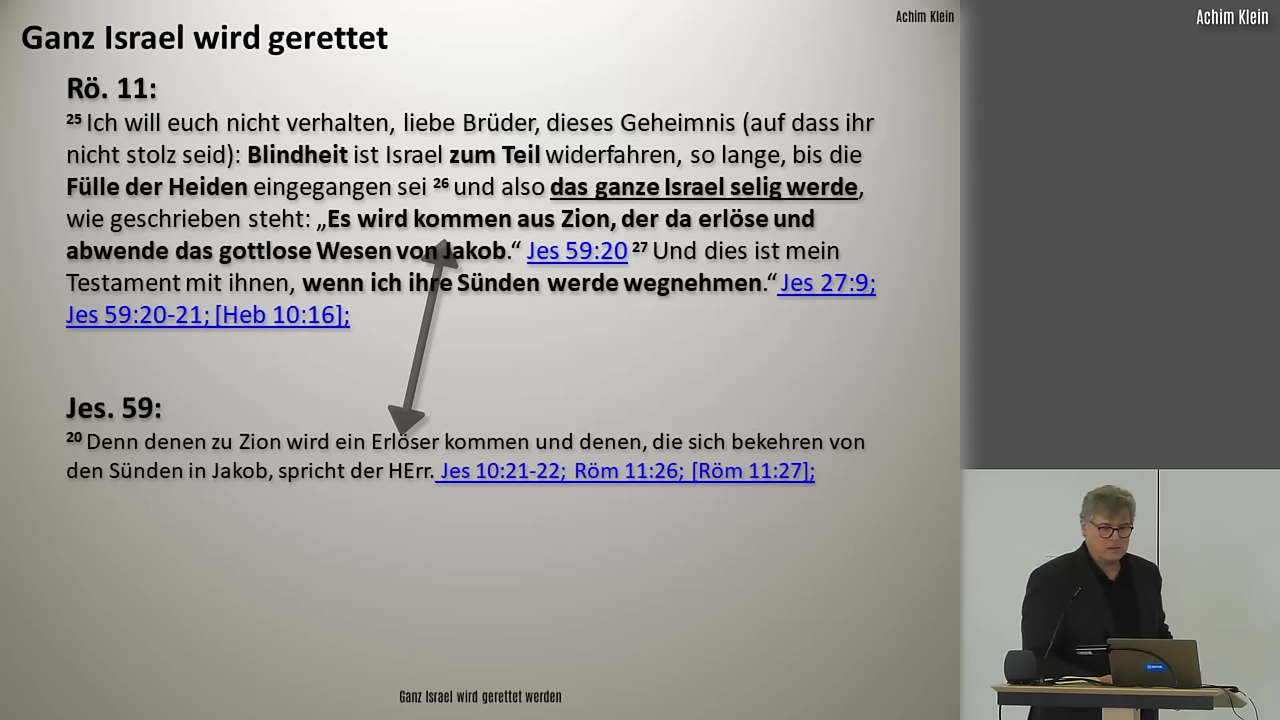 Achim Klein
Achim Klein
Ganz Israel wird gerettet
Rö. 11:
25 Ich will euch nicht verhalten, liebe Brüder, dieses Geheimnis (auf dass ihr
nicht stolz seid): Blindheit ist Israel zum Teil widerfahren, so lange, bis die
Fülle der Heiden eingegangen sei 26 und also das ganze Israel selig werde,
wie geschrieben steht: „Es wird kommen aus Zion, der da erlöse und
abwende das gottlose Wesen von Jakob.“ Jes 59:20 27 Und dies ist mein
Testament mit ihnen, wenn ich ihre Sünden werde wegnehmen.“ Jes 27:9;
Jes 59:20-21; [Heb 10:16];
Jes. 59:
20 Denn denen zu Zion wird ein Erlöser kommen und denen, die sich bekehren von
den Sünden in Jakob, spricht der HErr. Jes 10:21-22; Röm 11:26; [Röm 11:27];
Ganz Israel wird gerettet werden